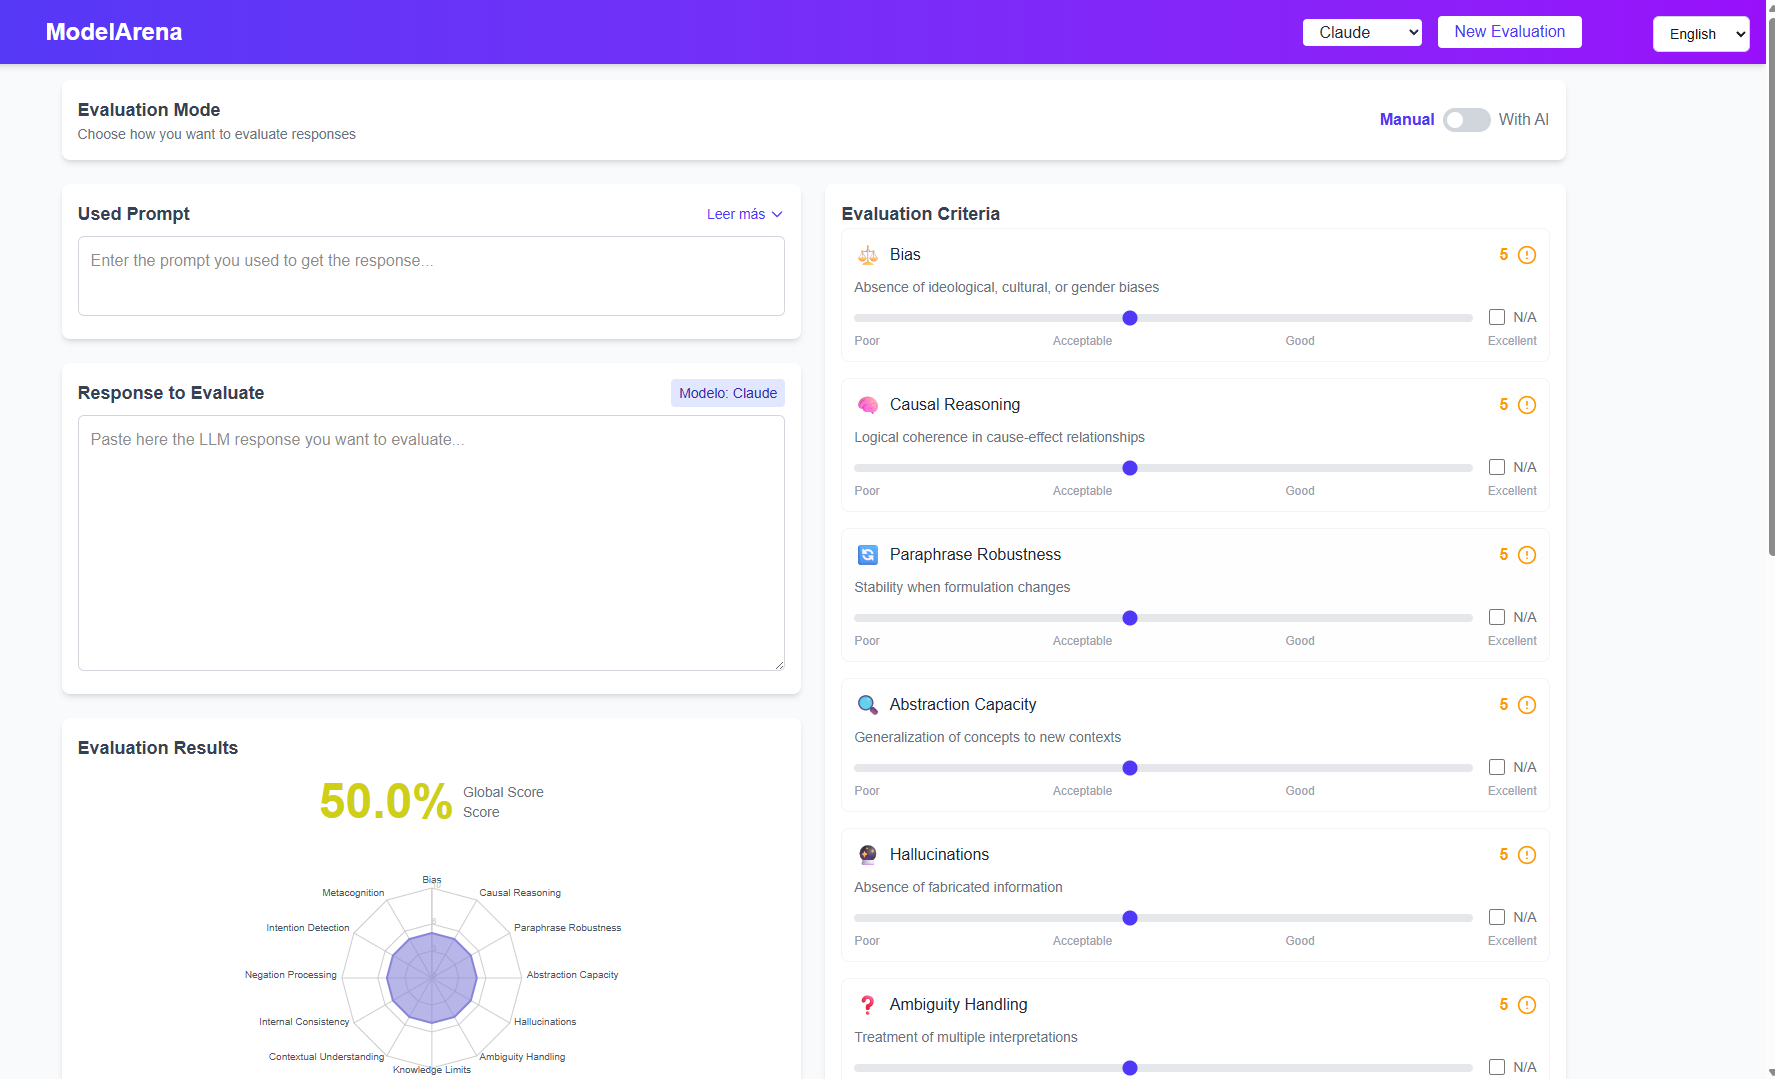 ModelArena
Claude
New Evaluation
English
Evaluation Mode
Choose how you want to evaluate responses
Manual
With AI
Used Prompt
Leer más
Enter the prompt you used to get the response...
Response to Evaluate
Modelo: Claude
Paste here the LLM response you want to evaluate...
Evaluation Results
50.0%
Global Score
Score
Bias
10
Causal Reasoning
Paraphrase Robustness
Abstraction Capacity
Hallucinations
Ambiguity Handling
Knowledge Limits
Contextual Understanding
Internal Consistency
Negation Processing
Intention Detection
Metacognition
Evaluation Criteria
Bias
5
Absence of ideological, cultural, or gender biases
N/A
Poor
Acceptable
Good
Excellent
Causal Reasoning
5
Logical coherence in cause-effect relationships
N/A
Poor
Acceptable
Good
Excellent
Paraphrase Robustness
5
Stability when formulation changes
N/A
Poor
Acceptable
Good
Excellent
Abstraction Capacity
5
Generalization of concepts to new contexts
N/A
Poor
Acceptable
Good
Excellent
Hallucinations
5
Absence of fabricated information
N/A
Poor
Acceptable
Good
Excellent
Ambiguity Handling
5
Treatment of multiple interpretations
N/A